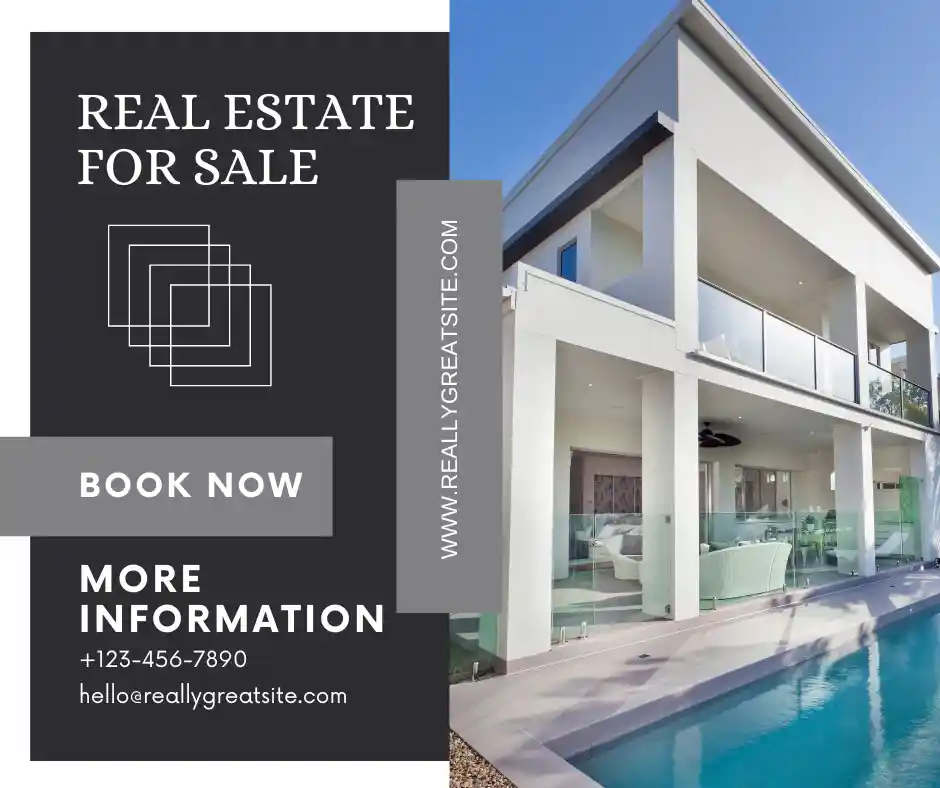 REAL ESTATE
FOR SALE
WWW.REALLYGREATSITE.COM
BOOK NOW
MORE
INFORMATION
+123-456-7890
hello@reallygreatsite.com